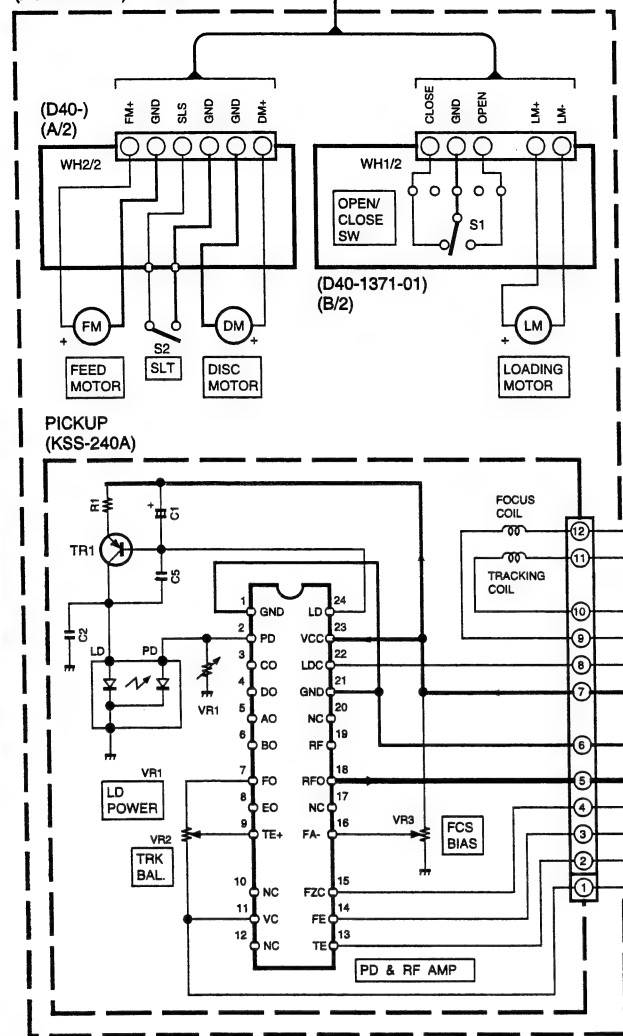 FM+ GND SLS GND GND DM+
CLOSE GND OPEN LM+ LM-
(D40-)
(A/2)
WH2/2
WH1/2
OPEN/
CLOSE
SW
S1
(D40-1371-01)
(B/2)
FM
+
S2
DM
+
+
LM
FEED
MOTOR
SLT
DISC
MOTOR
LOADING
MOTOR
PICKUP
(KSS-240A)
R1
+
C1
TR1
C5
C2
LD
PD
VR1
FOCUS
COIL
TRACKING
COIL
12
11
10
9
8
7
6
5
4
3
2
1
1 GND LD 24
2 PD VCC 23
3 CO LDC 22
4 DO GND 21
5 AO NC 20
6 BO RF 19
7 FO RFO 18
8 EO NC 17
9 TE+ FA- 16
10 NC FZC 15
11 VC FE 14
12 NC TE 13
VR1
LD
POWER
VR2
TRK
BAL.
VR3
FCS
BIAS
PD & RF AMP